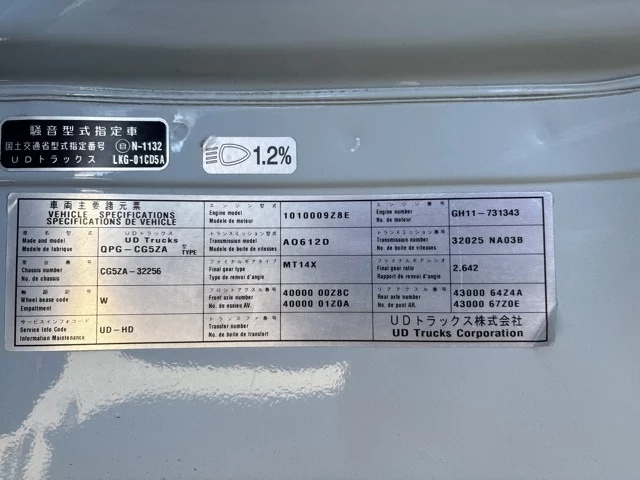 騒音型式指定車
国土交通省型式指定番号 日 N-1132
UDトラックス LKG-01CD5A
1.2%
車両主要諸元票
VEHICLE SPECIFICATIONS
SPECIFICATIONS DE VEHICLE
車名型式 UDトラックス
Made and model UD Trucks
Modele de fabrique QPG-CG5ZA 型 TYPE
車台番号
Chassis number CG5ZA-32256
No. de chassis
軸距記号
Wheel base code W
Empattement
サービスインフォコード
Service Info Code UD-HD
Information Maintenance
エンジン型式
Engine model 1010009Z8E
Modele de moteur
トランスミッション型式
Transmission model AO612D
Modele de boite de vitesses
ファイナルギアタイプ
Final gear type MT14X
Type de renvoi d'angle
フロントアクスル番号
Front axle number 40000 00Z8C
No. de essieu AV. 40000 01Z0A
トランスファ番号
Transfer number
No. de boite de transfert
エンジン番号
Engine number GH11-731343
No. de moteur
トランスミッション番号
Transmission number 32025 NA03B
No. de boite de vitesses
ファイナルギアレシオ
Final gear ratio 2.642
Rapport de renvoi d'angle
リアアクスル番号
Rear axle number 43000 64Z4A
No. de pont AR. 43000 67Z0E
UDトラックス株式会社
UD Trucks Corporation